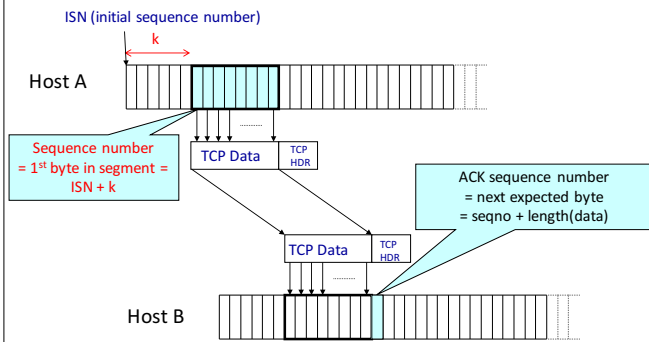 ISN (initial sequence number)
k
Host A
Sequence number
= 1st byte in segment =
ISN + k
TCP Data
TCP
HDR
ACK sequence number
= next expected byte
= seqno + length(data)
TCP Data
TCP
HDR
Host B